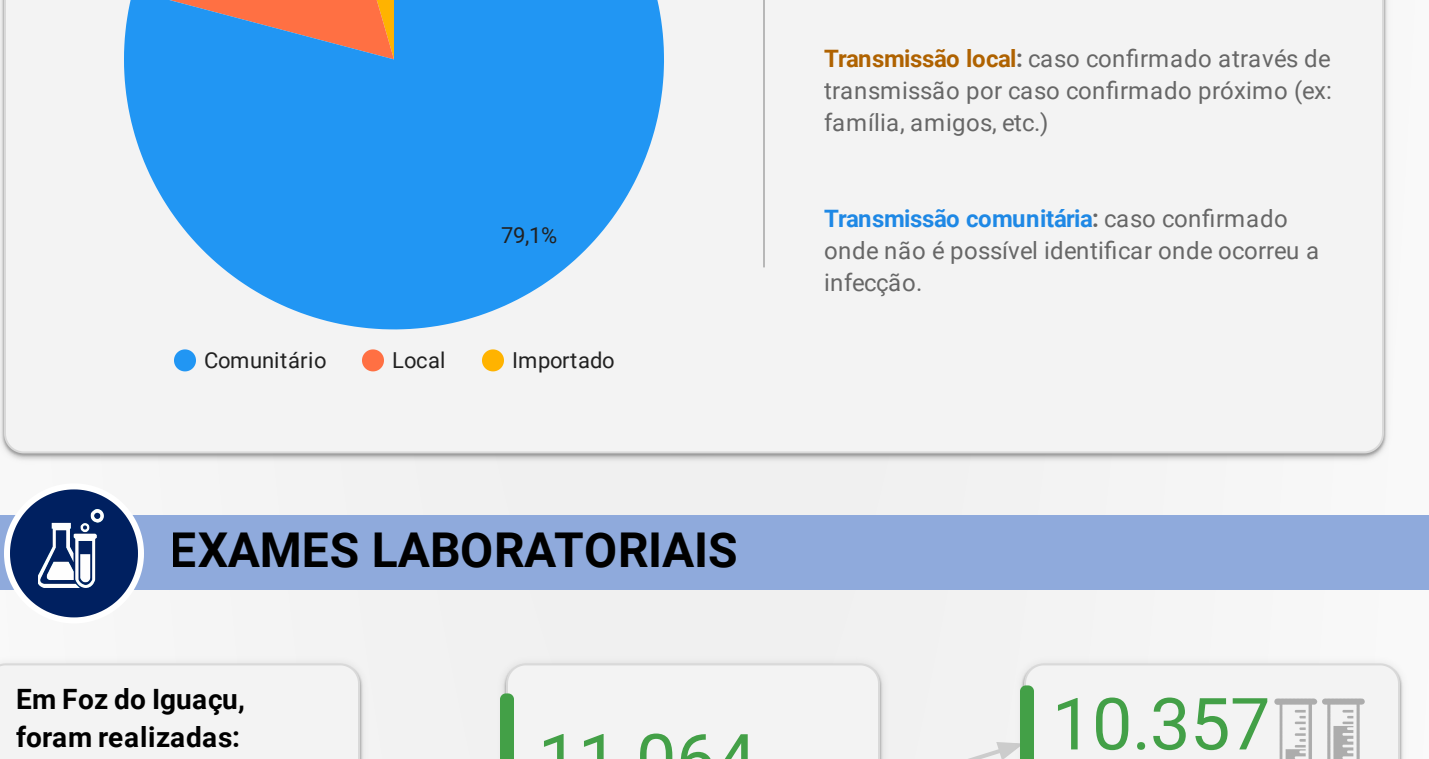 Transmissão local: caso confirmado através de
transmissão por caso confirmado próximo (ex:
família, amigos, etc.)
Transmissão comunitária: caso confirmado
onde não é possível identificar onde ocorreu a
infecção.
79,1%
Comunitário Local Importado
EXAMES LABORATORIAIS
Em Foz do Iguaçu,
foram realizadas:
11.064
10.357